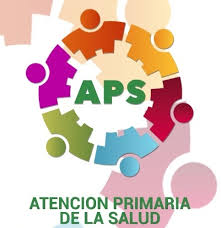 APS
ATENCION PRIMARIA
DE LA SALUD